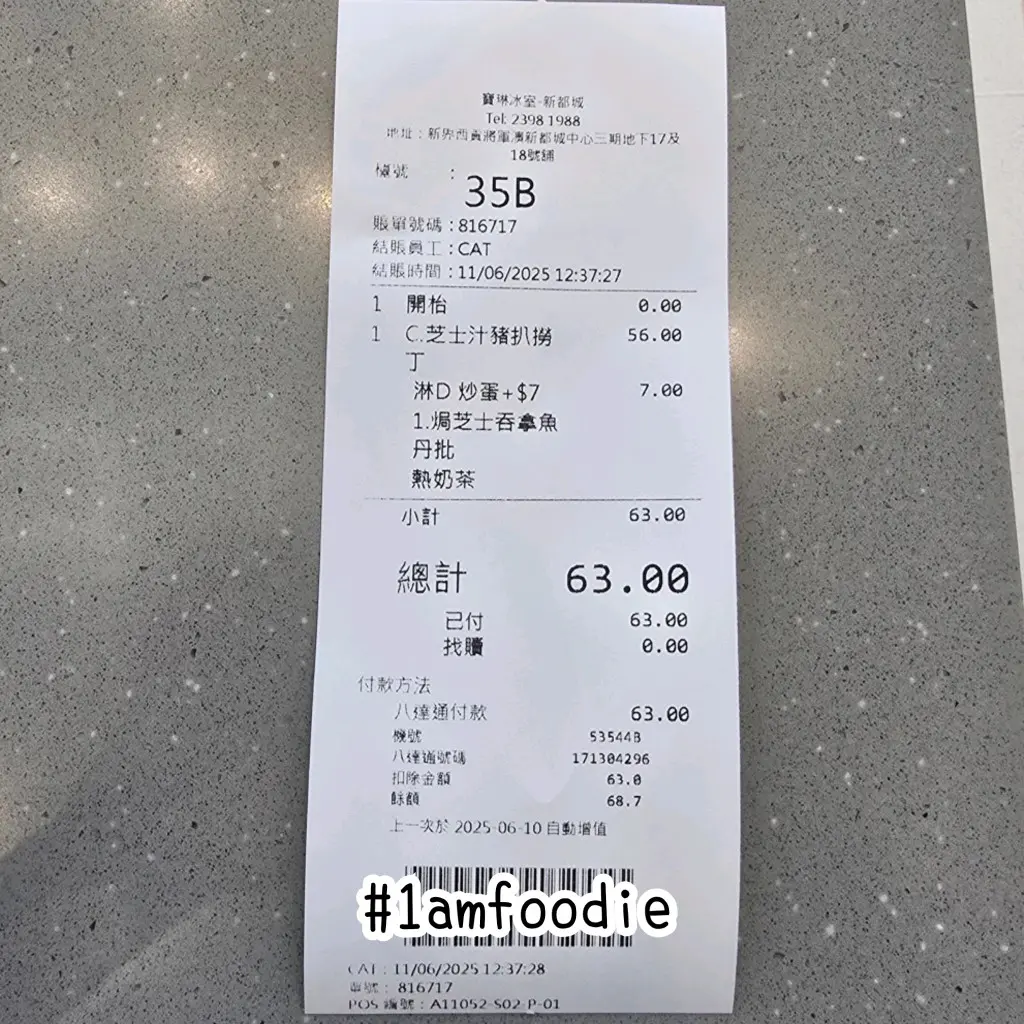 寶琳冰室-新都城
Tel: 2398 1988
地址：新界西貢將軍澳新都城中心三期地下17及
18號舖
檯號 :
35B
賬單號碼：816717
結賬員工：CAT
結賬時間：11/06/2025 12:37:27
1 開枱 0.00
1 C.芝士汁豬扒撈 56.00
丁
淋D 炒蛋+$7 7.00
1.焗芝士吞拿魚
丹批
熱奶茶
小計 63.00
總計 63.00
已付 63.00
找贖 0.00
付款方法
八達通付款 63.00
機號 53544B
八達通號碼 171304296
扣除金額 63.0
餘額 68.7
上一次於 2025-06-10 自動增值
#1amfoodie
CAT : 11/06/2025 12:37:28
單號： 816717
POS 編號：A11052-S02-P-01